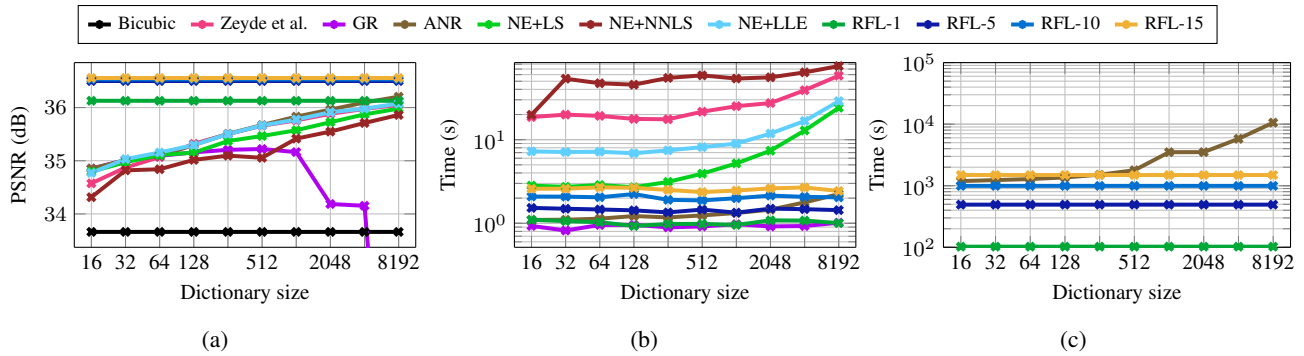 Bicubic Zeyde et al. GR ANR NE+LS NE+NNLS NE+LLE RFL-1 RFL-5 RFL-10 RFL-15
PSNR (dB)
36
35
34
16 32 64 128 512 2048 8192
Dictionary size
(a)
Time (s)
10^1
10^0
16 32 64 128 512 2048 8192
Dictionary size
(b)
Time (s)
10^5
10^4
10^3
10^2
16 32 64 128 512 2048 8192
Dictionary size
(c)